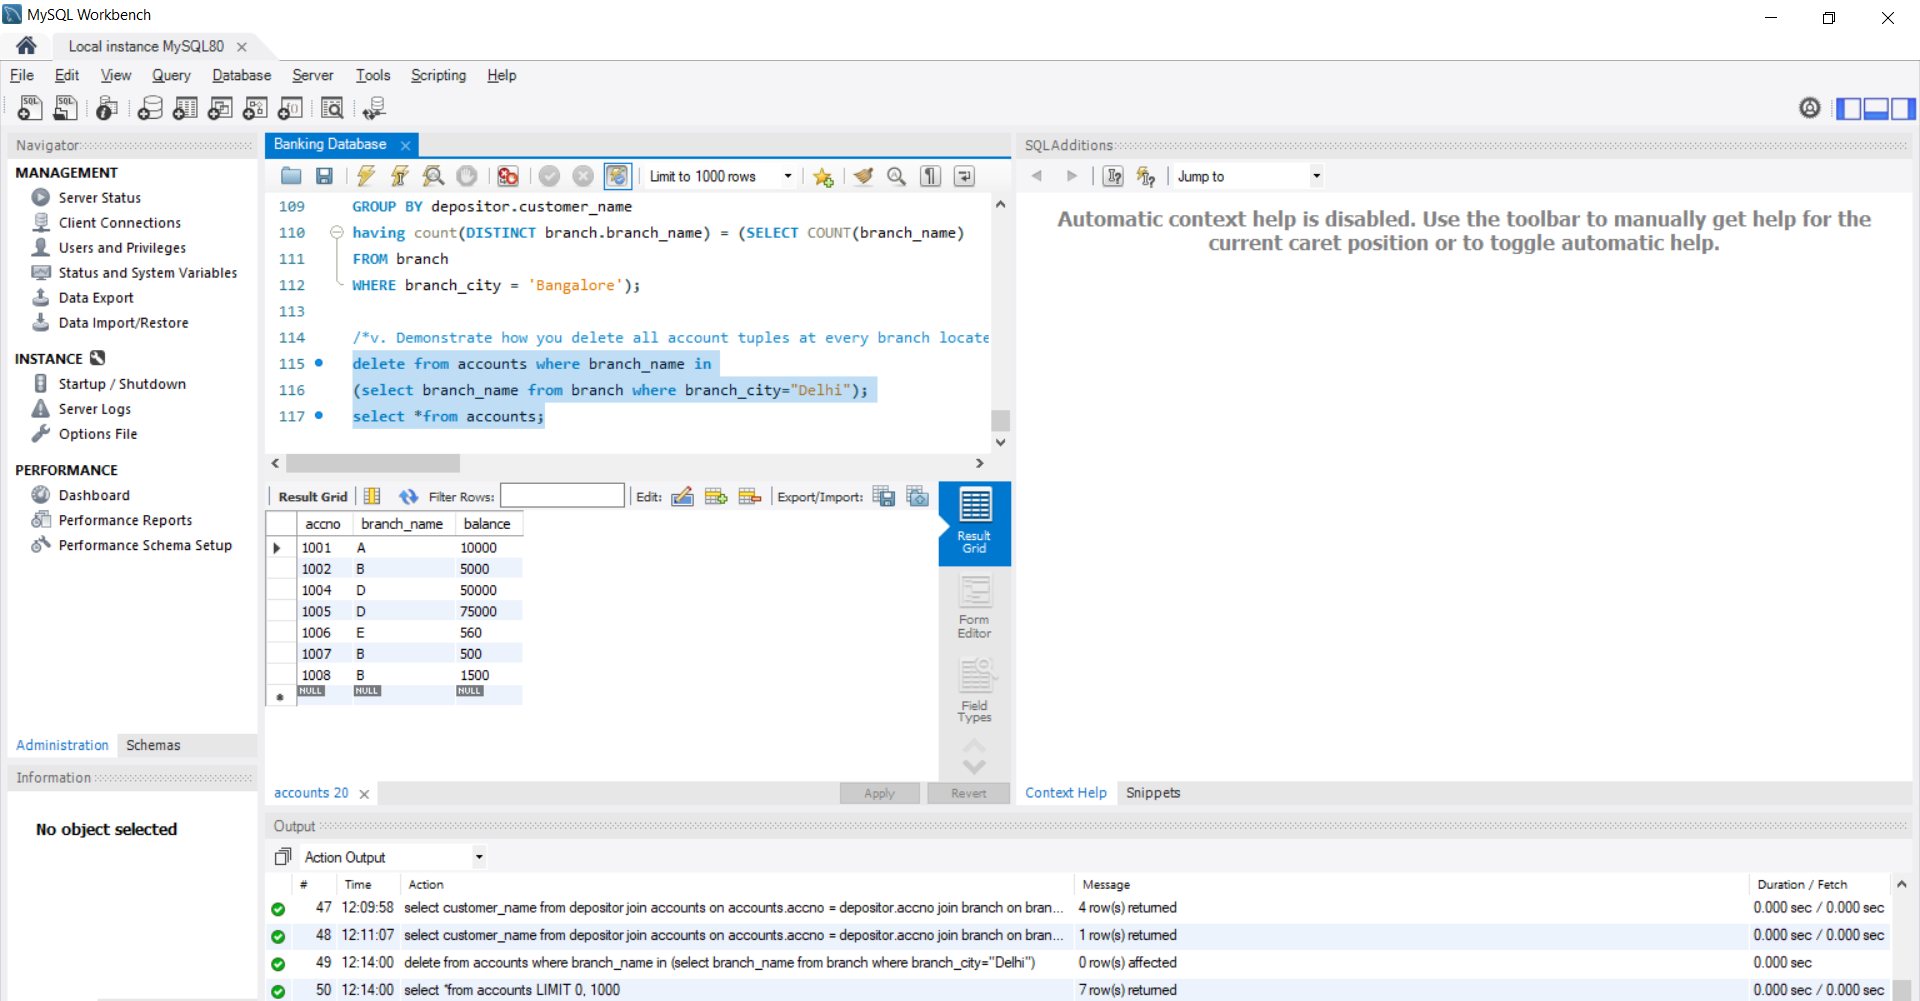 MySQL Workbench
Local instance MySQL80
File Edit View Query Database Server Tools Scripting Help
Navigator
MANAGEMENT
Server Status
Client Connections
Users and Privileges
Status and System Variables
Data Export
Data Import/Restore
INSTANCE
Startup / Shutdown
Server Logs
Options File
PERFORMANCE
Dashboard
Performance Reports
Performance Schema Setup
Administration Schemas
Information
No object selected
Banking Database
Limit to 1000 rows
109 GROUP BY depositor.customer_name
110 having count(DISTINCT branch.branch_name) = (SELECT COUNT(branch_name)
111 FROM branch
112 WHERE branch_city = 'Bangalore');
113
114 /*v. Demonstrate how you delete all account tuples at every branch locate
115 delete from accounts where branch_name in
116 (select branch_name from branch where branch_city="Delhi");
117 select *from accounts;
Result Grid Filter Rows: Edit: Export/Import:
accno branch_name balance
1001 A 10000
1002 B 5000
1004 D 50000
1005 D 75000
1006 E 560
1007 B 500
1008 B 1500
NULL NULL NULL
Result
Grid
Form
Editor
Field
Types
accounts 20 Apply Revert
SQLAdditions
Jump to
Automatic context help is disabled. Use the toolbar to manually get help for the
current caret position or to toggle automatic help.
Context Help Snippets
Output
Action Output
# Time Action Message Duration / Fetch
47 12:09:58 select customer_name from depositor join accounts on accounts.accno = depositor.accno join branch on bran... 4 row(s) returned 0.000 sec / 0.000 sec
48 12:11:07 select customer_name from depositor join accounts on accounts.accno = depositor.accno join branch on bran... 1 row(s) returned 0.000 sec / 0.000 sec
49 12:14:00 delete from accounts where branch_name in (select branch_name from branch where branch_city="Delhi") 0 row(s) affected 0.000 sec
50 12:14:00 select *from accounts LIMIT 0, 1000 7 row(s) returned 0.000 sec / 0.000 sec